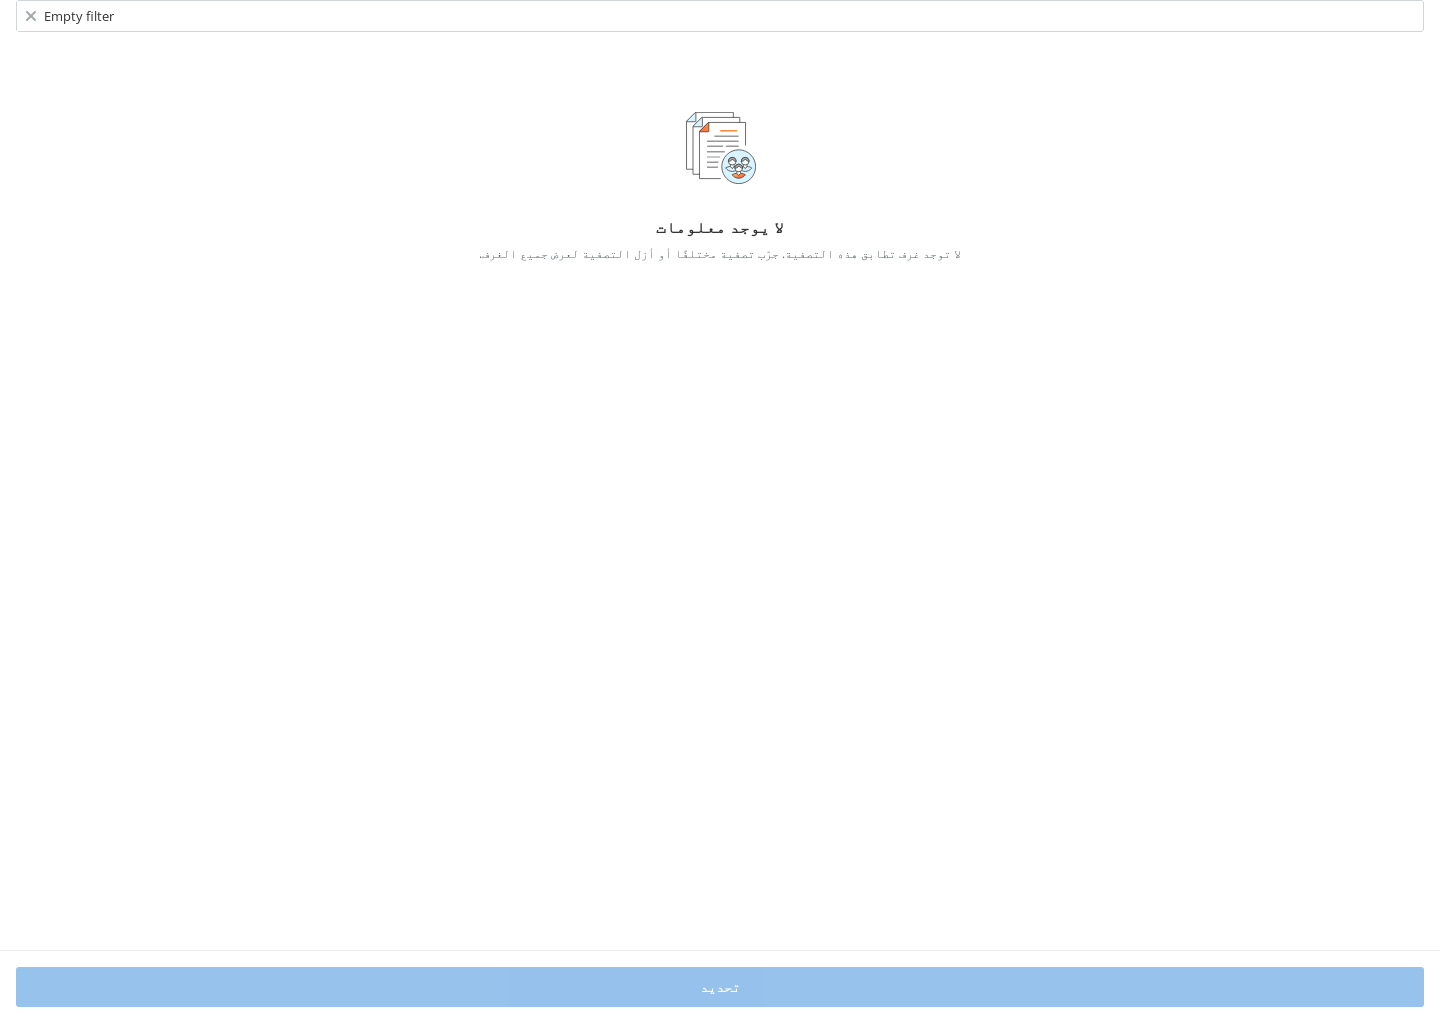 Empty filter
لا يوجد معلومات
لا توجد غرف تطابق هذه التصفية. جرّب تصفية مختلفًا أو أزل التصفية لعرض جميع الغرف.
تحديد